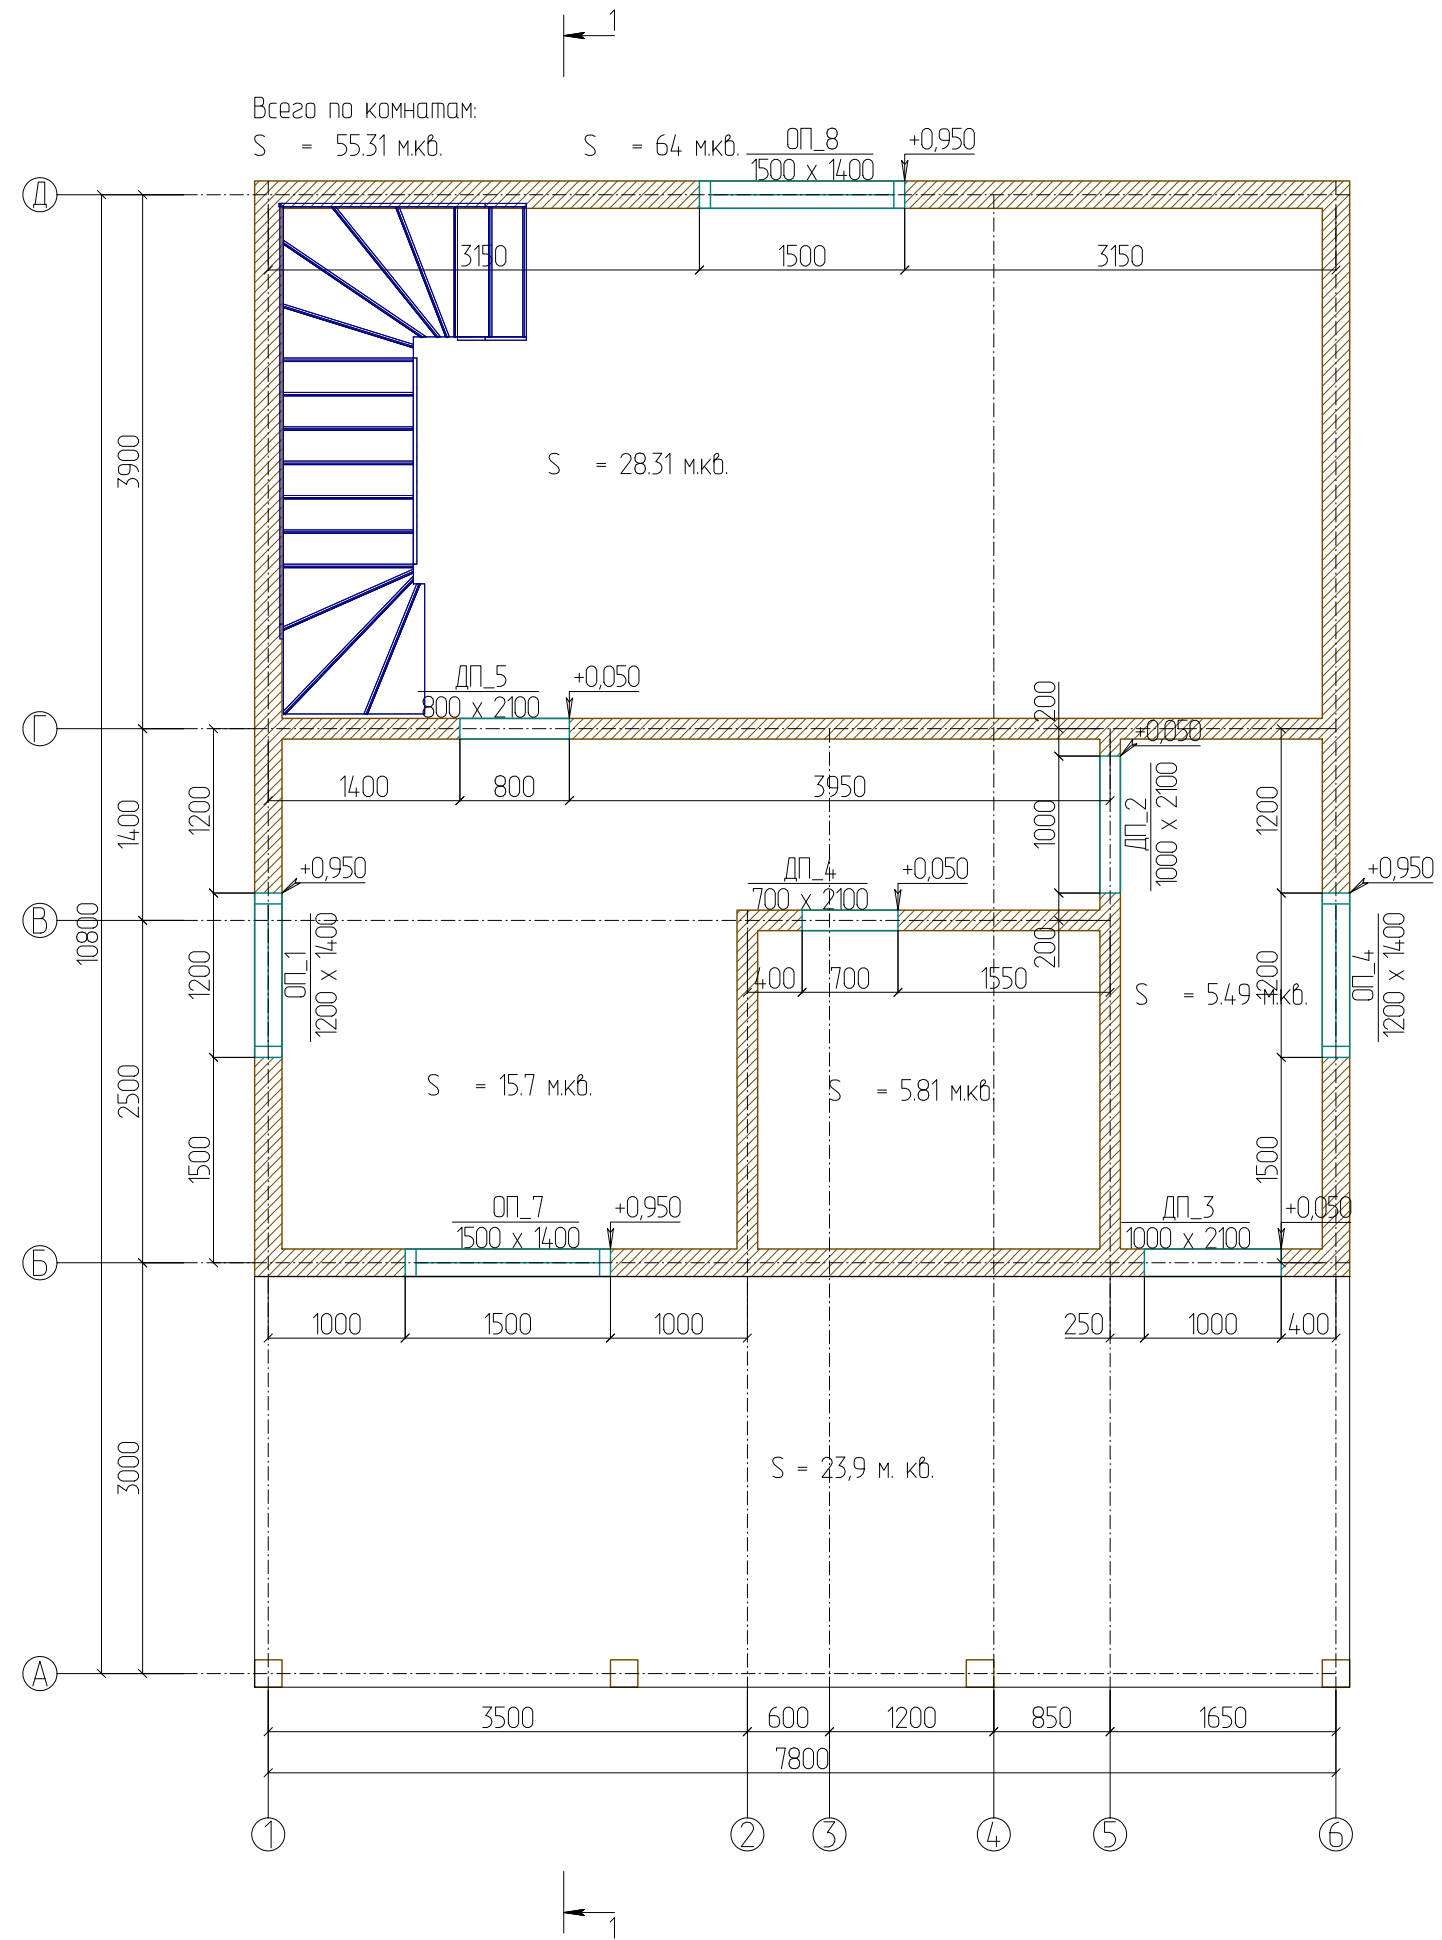 1
Всего по комнатам:
S = 55.31 м.кв.
S = 64 м.кв.
ОП_8
1500 x 1400
+0,950
Д
3150
1500
3150
3900
S = 28.31 м.кв.
ДП_5
800 x 2100
+0,050
200
Г
+0,050
1400
800
3950
1400
1200
1000
ДП_2
1000 x 2100
1200
+0,950
ДП_4
700 x 2100
+0,050
+0,950
В
10800
1200
ОП_1
1200 x 1400
200
400
700
1550
S = 5.49 м.кв.
1200
ОП_4
1200 x 1400
2500
S = 15.7 м.кв.
S = 5.81 м.кв.
1500
1500
ОП_7
1500 x 1400
+0,950
ДП_3
1000 x 2100
+0,050
Б
1000
1500
1000
250
1000
400
3000
S = 23,9 м. кв.
А
3500
600
1200
850
1650
7800
1
2
3
4
5
6
1